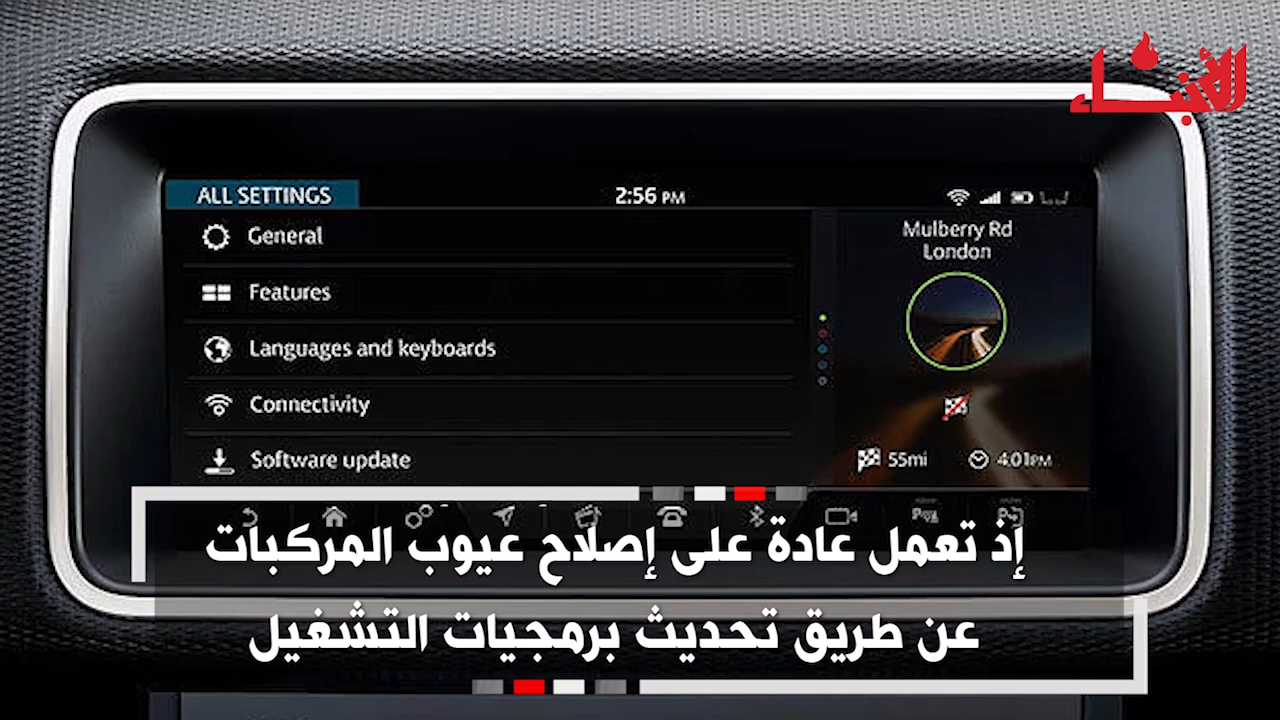 الأنباء
ALL SETTINGS
2:56 PM
General
Features
Languages and keyboards
Connectivity
Software update
Mulberry Rd
London
55mi
4:01PM
إذ تعمل عادة على إصلاح عيوب المركبات
عن طريق تحديث برمجيات التشغيل